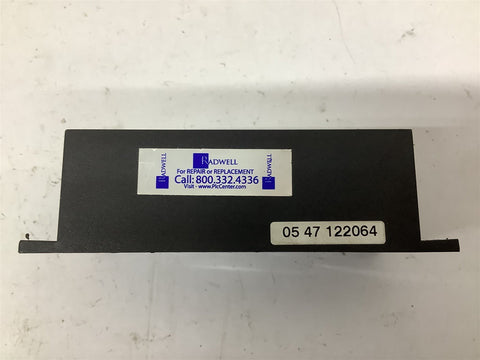 RADWELL
For REPAIR or REPLACEMENT
Call: 800.332.4336
Visit - www.PlcCenter.com
RADWELL
RADWELL
05 47 122064